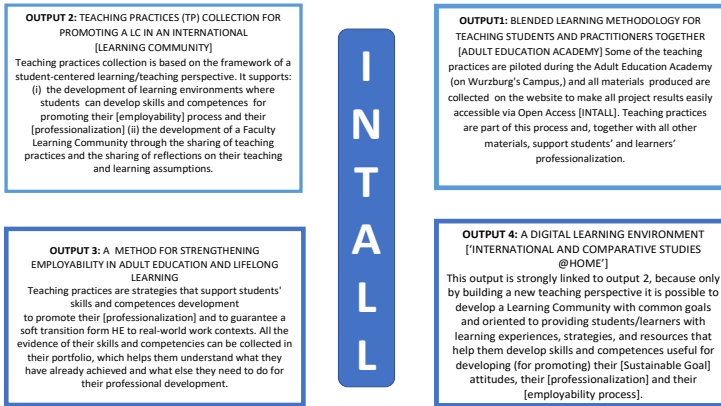 OUTPUT 2: TEACHING PRACTICES (TP) COLLECTION FOR
PROMOTING A LC IN AN INTERNATIONAL
[LEARNING COMMUNITY]
Teaching practices collection is based on the framework of a
student-centered learning/teaching perspective. It supports:
(i) the development of learning environments where
students can develop skills and competences for
promoting their [employability] process and their
[professionalization] (ii) the development of a Faculty
Learning Community through the sharing of teaching
practices and the sharing of reflections on their teaching
and learning assumptions.
OUTPUT 3: A METHOD FOR STRENGTHENING
EMPLOYABILITY IN ADULT EDUCATION AND LIFELONG
LEARNING
Teaching practices are strategies that support students'
skills and competences development
to promote their [professionalization] and to guarantee a
soft transition form HE to real-world work contexts. All the
evidence of their skills and competencies can be collected in
their portfolio, which helps them understand what they
have already achieved and what else they need to do for
their professional development.
I
N
T
A
L
L
OUTPUT1: BLENDED LEARNING METHODOLOGY FOR
TEACHING STUDENTS AND PRACTITIONERS TOGETHER
[ADULT EDUCATION ACADEMY] Some of the teaching
practices are piloted during the Adult Education Academy
(on Wurzburg's Campus,) and all materials produced are
collected on the website to make all project results easily
accessible via Open Access [INTALL]. Teaching practices
are part of this process and, together with all other
materials, support students' and learners'
professionalization.
OUTPUT 4: A DIGITAL LEARNING ENVIRONMENT
['INTERNATIONAL AND COMPARATIVE STUDIES
@HOME']
This output is strongly linked to output 2, because only
by building a new teaching perspective it is possible to
develop a Learning Community with common goals
and oriented to providing students/learners with
learning experiences, strategies, and resources that
help them develop skills and competences useful for
developing (for promoting) their [Sustainable Goal]
attitudes, their [professionalization] and their
[employability process].